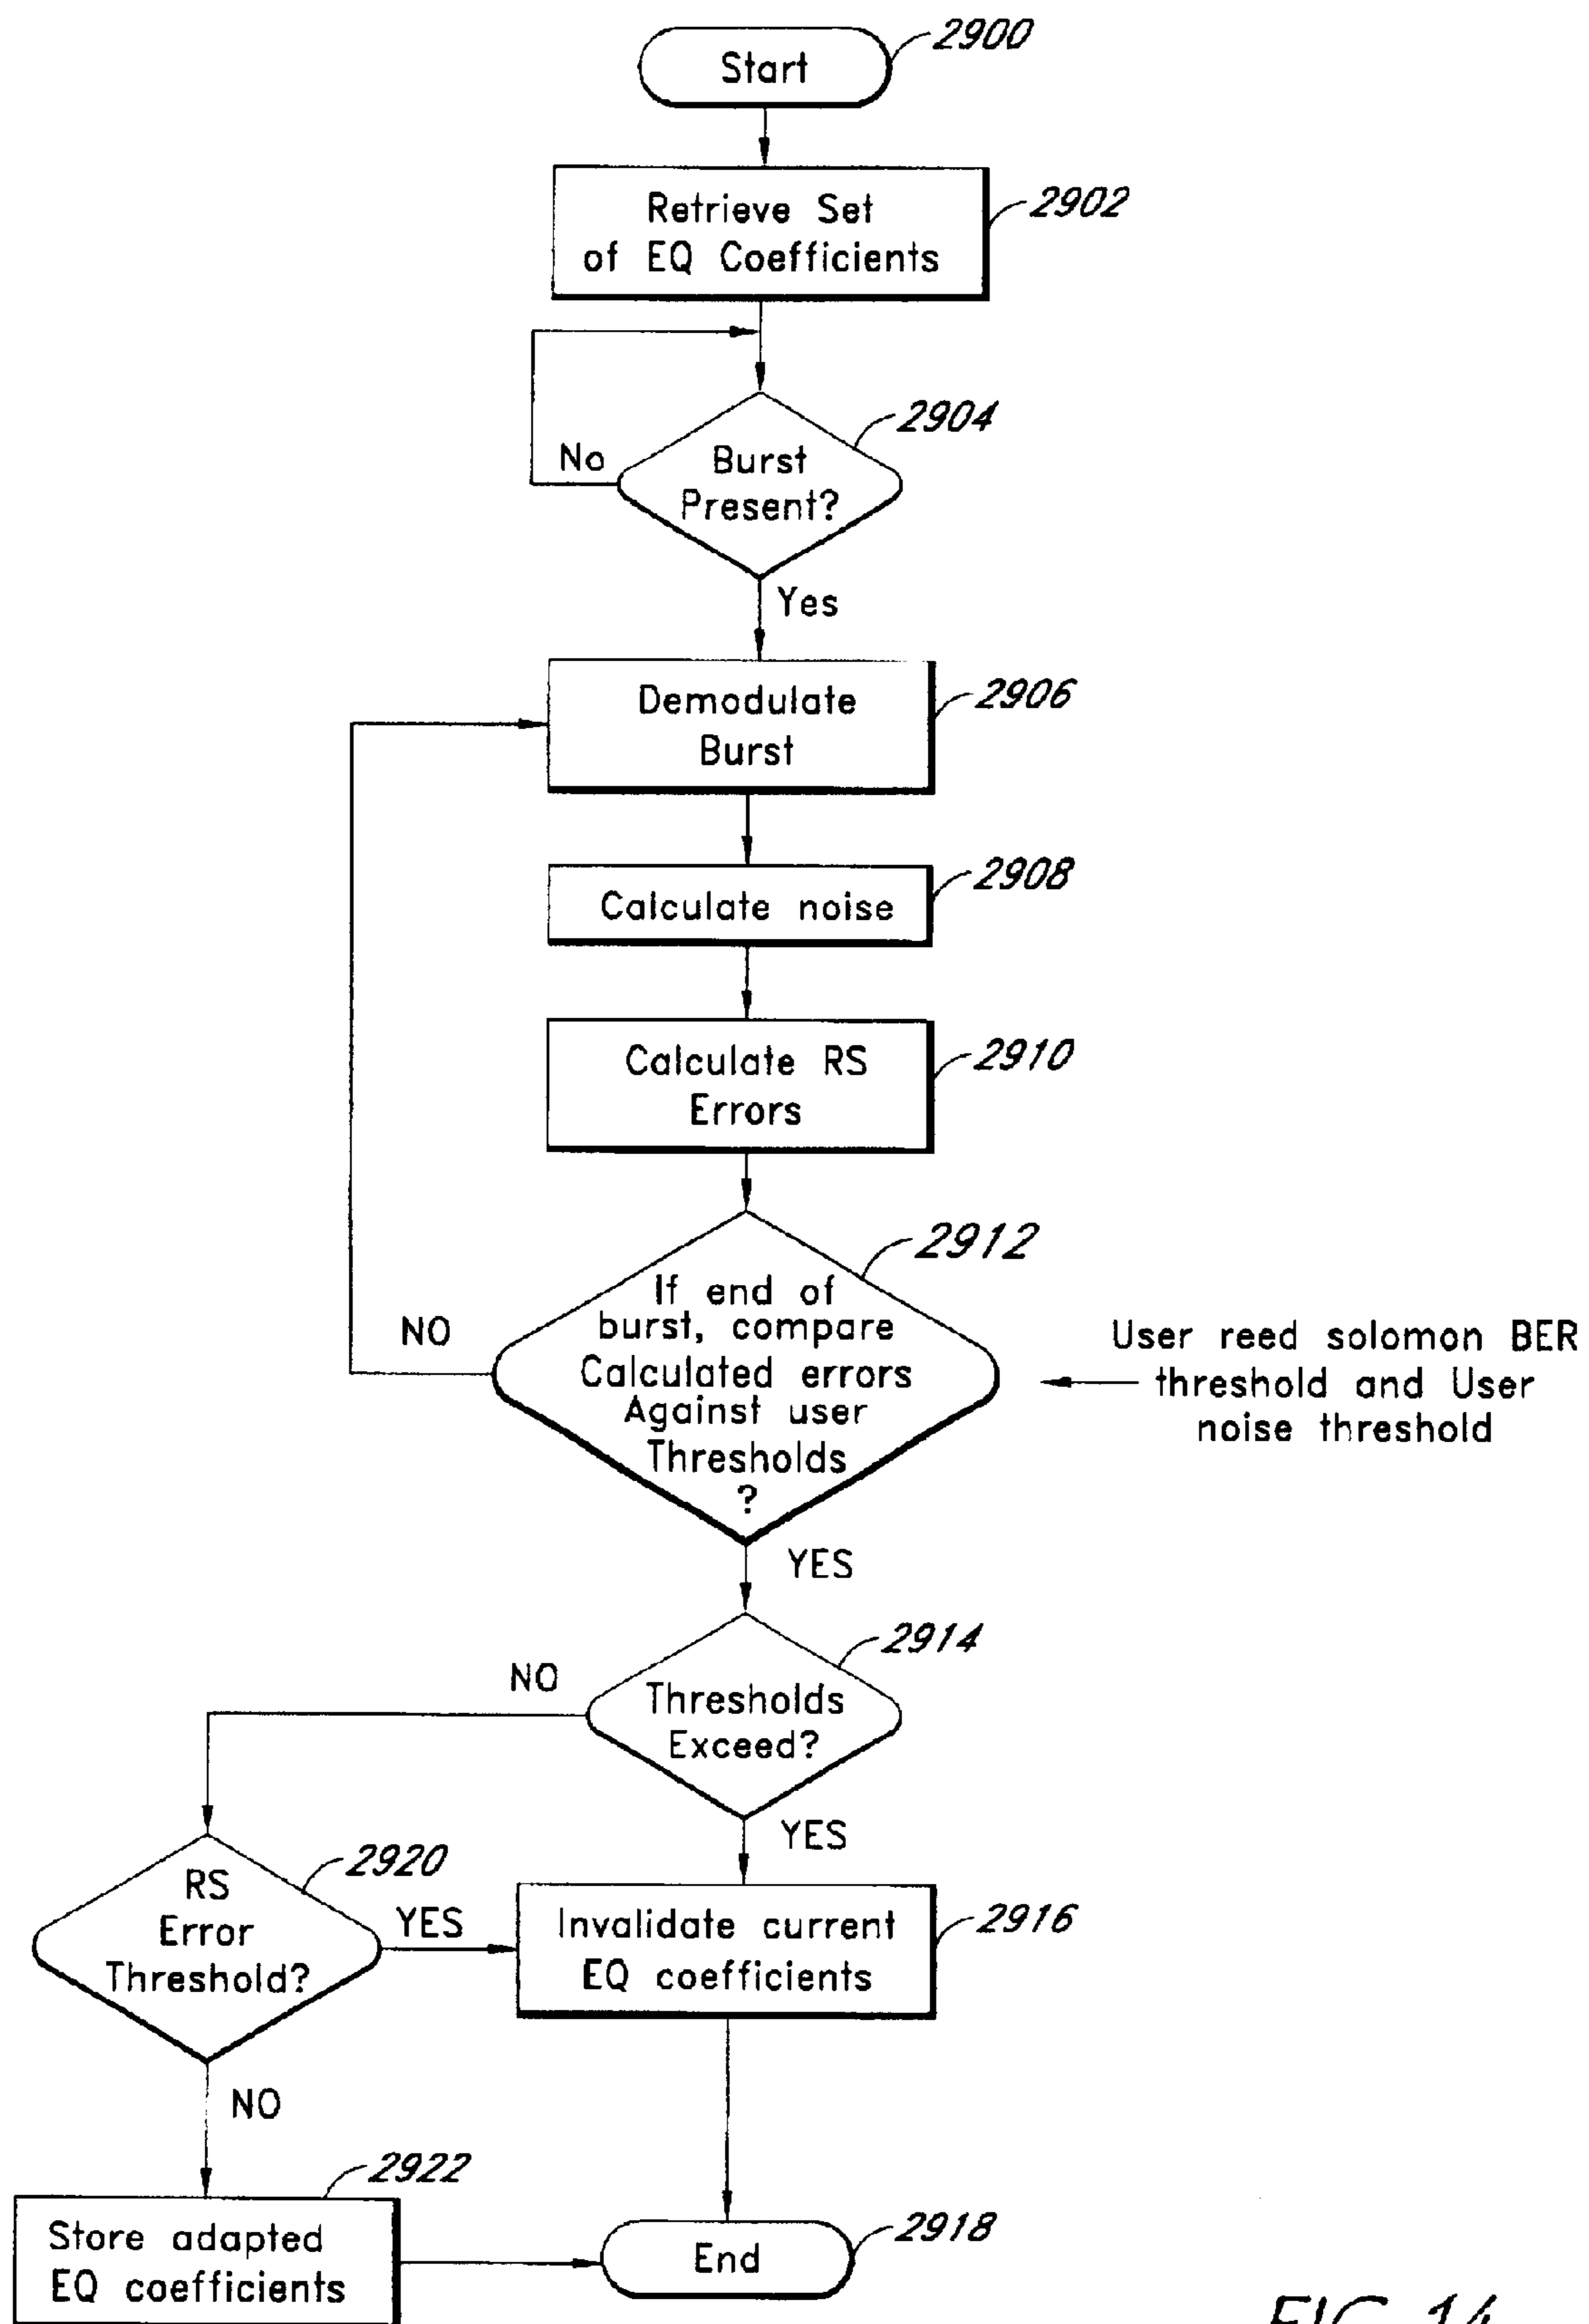 Start
2900
Retrieve Set
of EQ Coefficients
2902
2904
No
Burst
Present?
Yes
Demodulate
Burst
2906
Calculate noise
2908
Calculate RS
Errors
2910
2912
If end of
burst, compare
Calculated errors
Against user
Thresholds
?
NO
User reed solomon BER
threshold and User
noise threshold
YES
2914
NO
Thresholds
Exceed?
YES
2920
RS
Error
Threshold?
YES
Invalidate current
EQ coefficients
2916
NO
2922
Store adapted
EQ coefficients
End
2918
FIG. 14